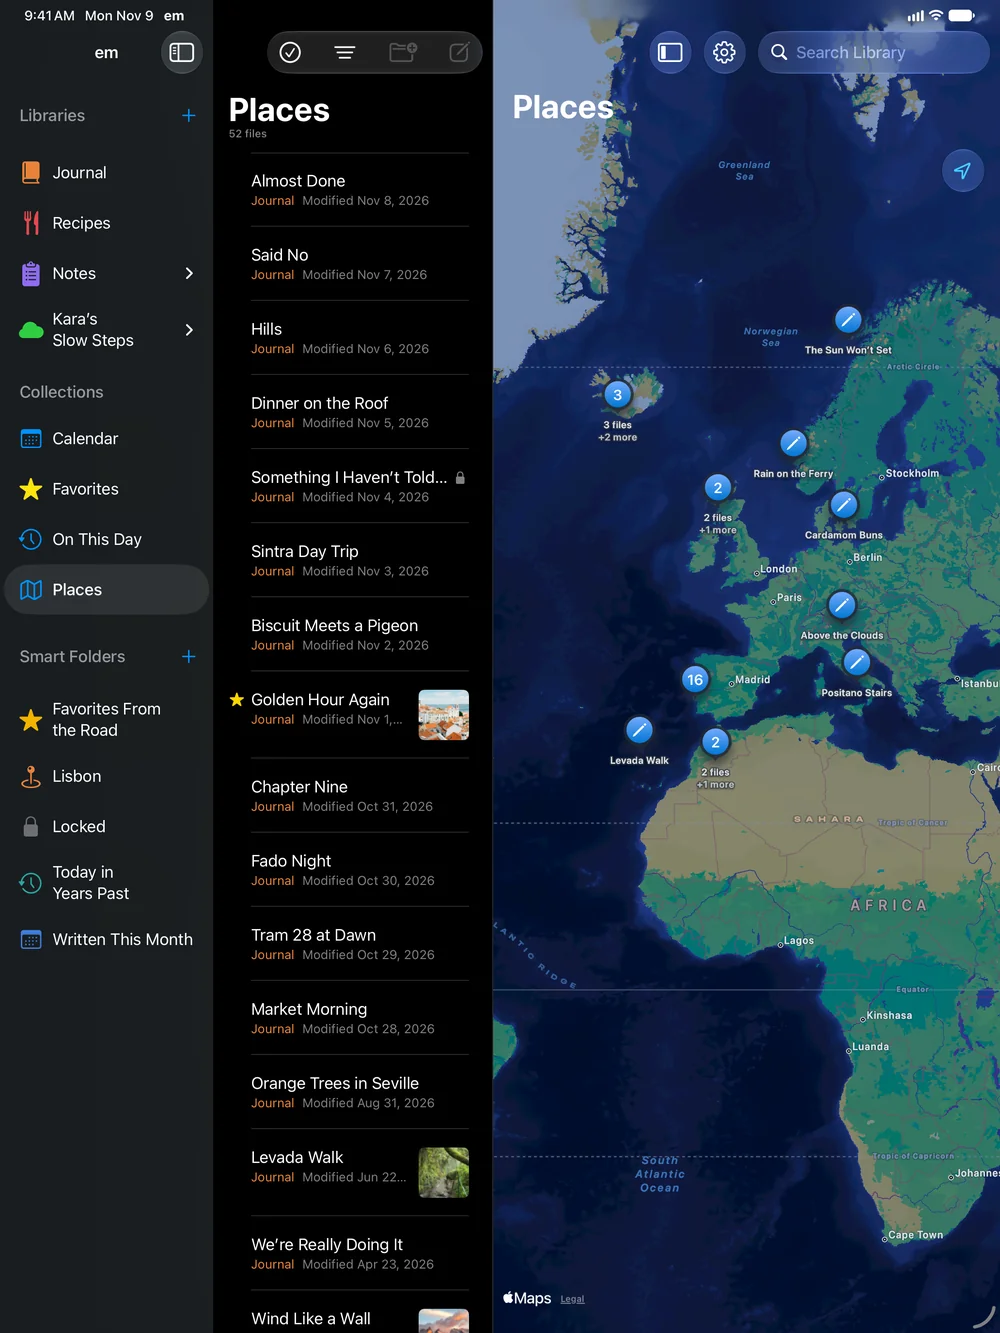 9:41 AM Mon Nov 9 em
em
Libraries
Journal
Recipes
Notes
Kara's
Slow Steps
Collections
Calendar
Favorites
On This Day
Places
Smart Folders
Favorites From
the Road
Lisbon
Locked
Today in
Years Past
Written This Month
Places
52 files
Almost Done
Journal Modified Nov 8, 2026
Said No
Journal Modified Nov 7, 2026
Hills
Journal Modified Nov 6, 2026
Dinner on the Roof
Journal Modified Nov 5, 2026
Something I Haven't Told...
Journal Modified Nov 4, 2026
Sintra Day Trip
Journal Modified Nov 3, 2026
Biscuit Meets a Pigeon
Journal Modified Nov 2, 2026
Golden Hour Again
Journal Modified Nov 1,...
Chapter Nine
Journal Modified Oct 31, 2026
Fado Night
Journal Modified Oct 30, 2026
Tram 28 at Dawn
Journal Modified Oct 29, 2026
Market Morning
Journal Modified Oct 28, 2026
Orange Trees in Seville
Journal Modified Aug 31, 2026
Levada Walk
Journal Modified Jun 22...
We're Really Doing It
Journal Modified Apr 23, 2026
Wind Like a Wall
Search Library
Places
Greenland
Sea
Norwegian
Sea
The Sun Won't Set
Arctic Circle
3
3 files
+2 more
Rain on the Ferry
Stockholm
2
2 files
+1 more
Cardamom Buns
Berlin
London
Paris
Above the Clouds
16
Madrid
Positano Stairs
Istanbu
Levada Walk
2
2 files
+1 more
Cairo
SAHARA
Tropic of Cancer
AFRICA
LANTIC RIDGE
Lagos
Equator
Kinshasa
Luanda
South
Atlantic
Ocean
Tropic of Capricorn
Johannes
Cape Town
Maps Legal